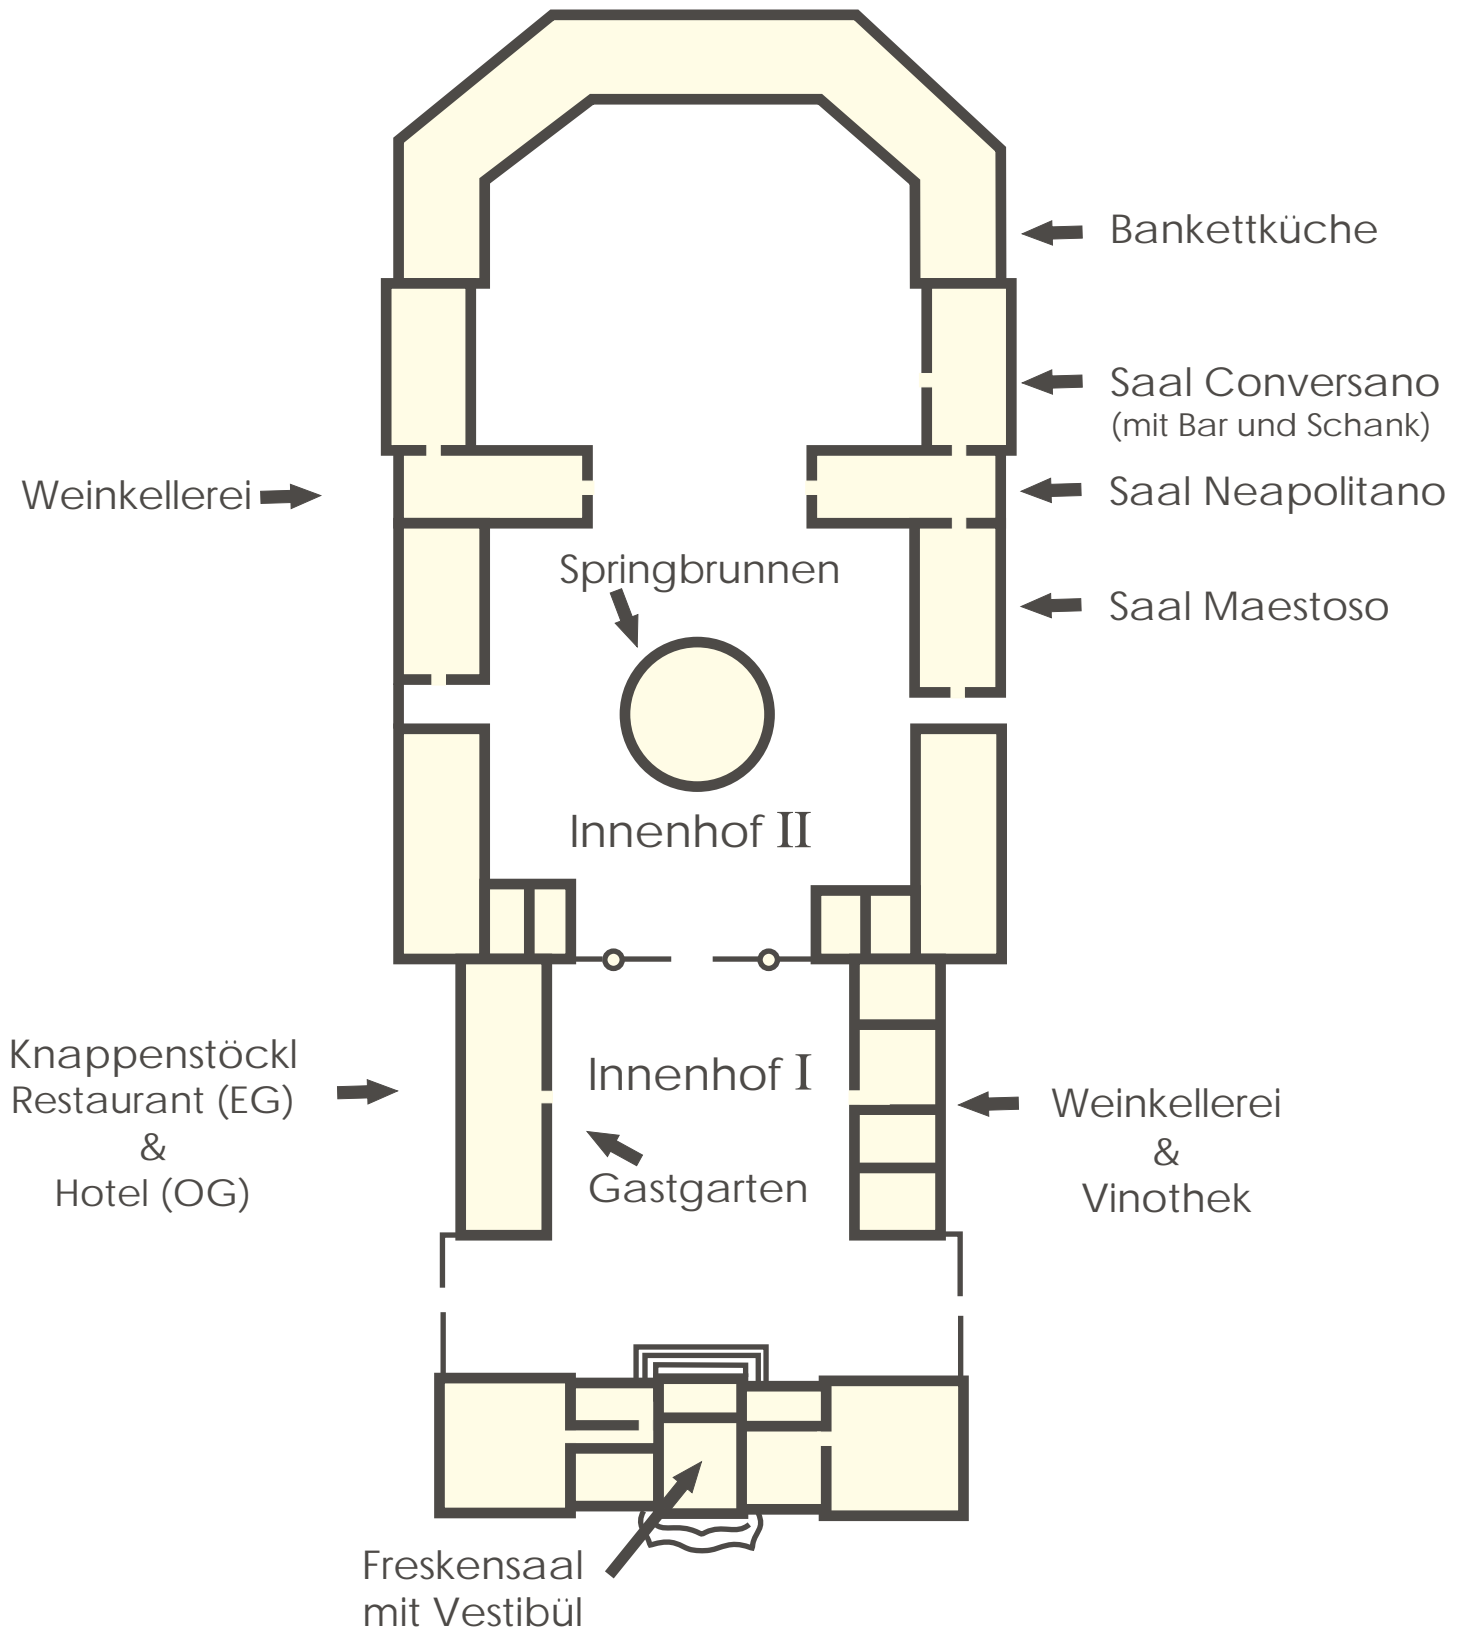 Bankettküche
Saal Conversano
(mit Bar und Schank)
Weinkellerei
Saal Neapolitano
Springbrunnen
Saal Maestoso
Innenhof II
Knappenstöckl
Restaurant (EG)
&
Hotel (OG)
Innenhof I
Gastgarten
Weinkellerei
&
Vinothek
Freskensaal
mit Vestibül